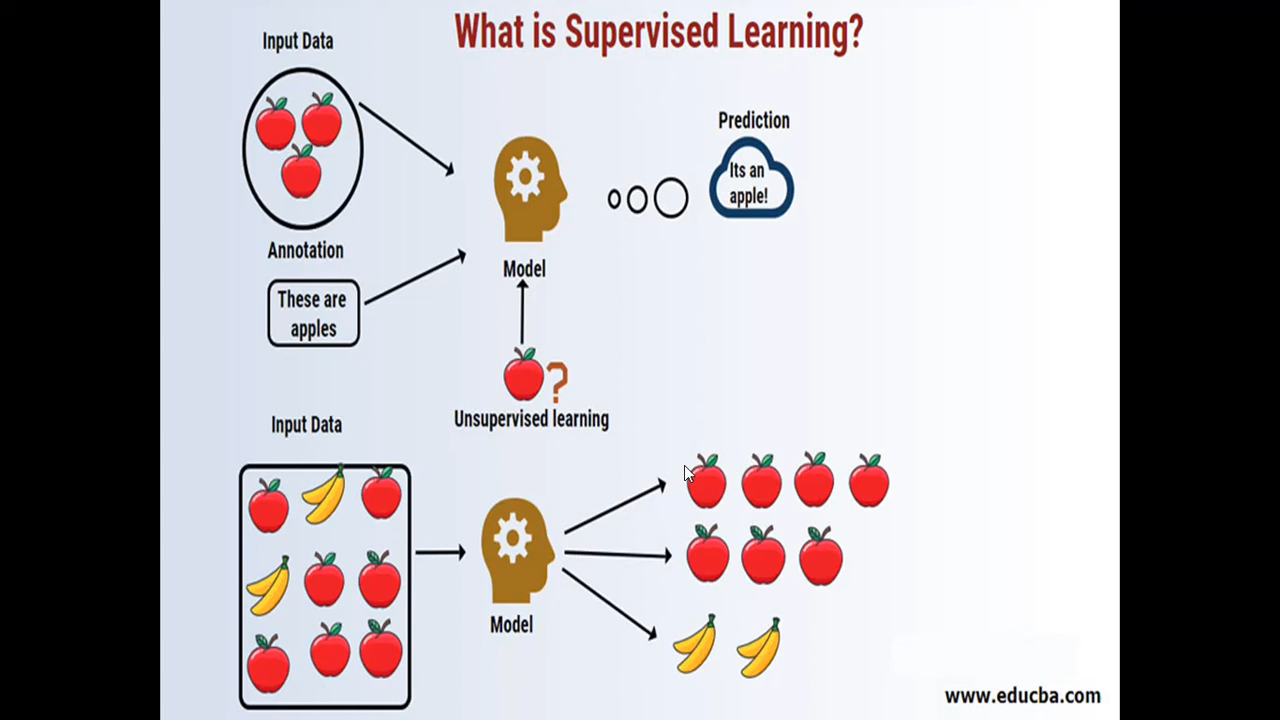 What is Supervised Learning?
Input Data
Prediction
Its an
apple!
Annotation
These are
apples
Model
?
Unsupervised learning
Input Data
Model
www.educba.com